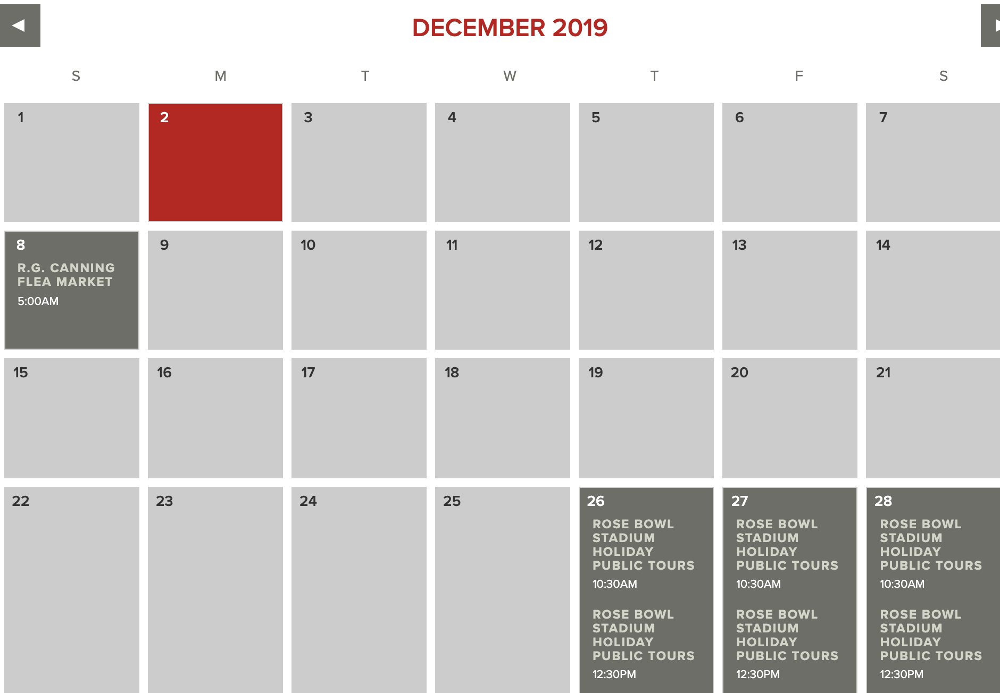 DECEMBER 2019
S M T W T F S
1 2 3 4 5 6 7
8 9 10 11 12 13 14
R.G. CANNING
FLEA MARKET
5:00AM
15 16 17 18 19 20 21
22 23 24 25 26 27 28
ROSE BOWL
STADIUM
HOLIDAY
PUBLIC TOURS
10:30AM
ROSE BOWL
STADIUM
HOLIDAY
PUBLIC TOURS
12:30PM
ROSE BOWL
STADIUM
HOLIDAY
PUBLIC TOURS
10:30AM
ROSE BOWL
STADIUM
HOLIDAY
PUBLIC TOURS
12:30PM
ROSE BOWL
STADIUM
HOLIDAY
PUBLIC TOURS
10:30AM
ROSE BOWL
STADIUM
HOLIDAY
PUBLIC TOURS
12:30PM